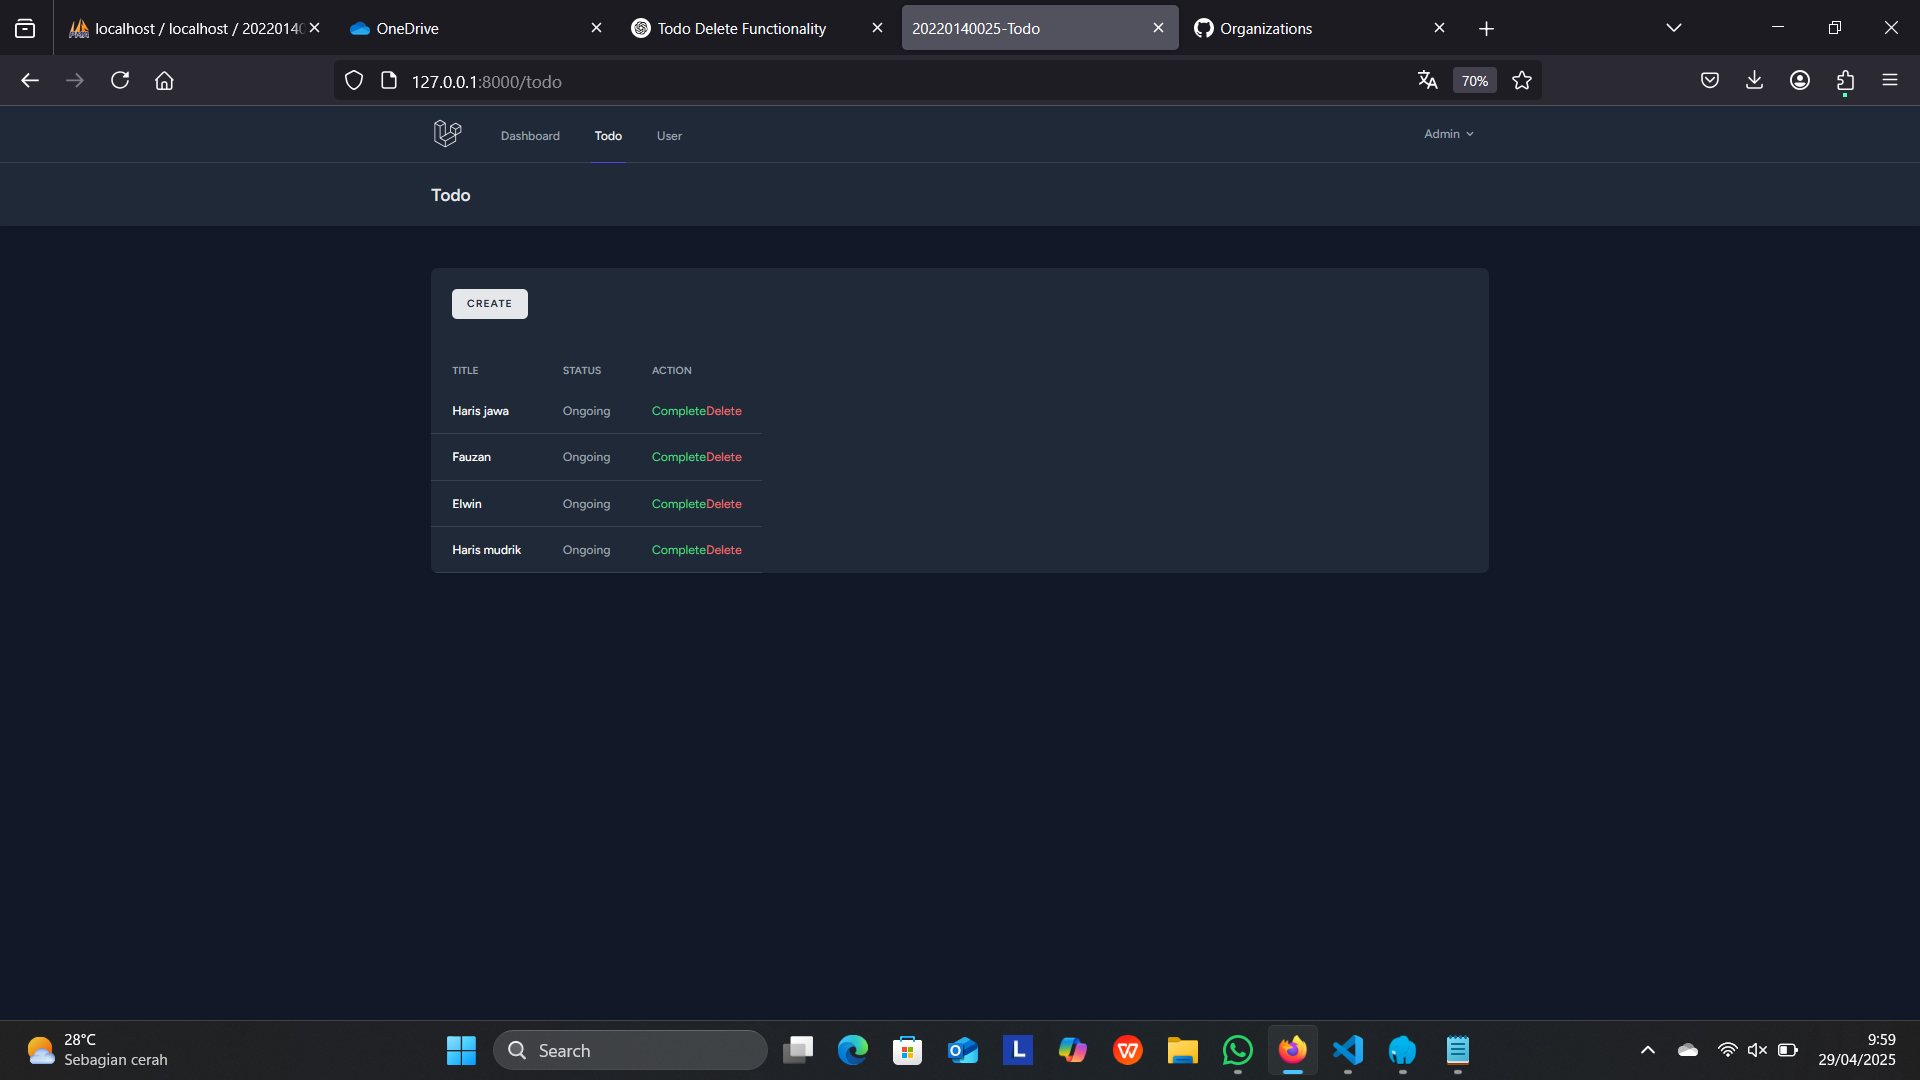 localhost / localhost / 20220140
OneDrive
Todo Delete Functionality
20220140025-Todo
Organizations
127.0.0.1:8000/todo
70%
Dashboard
Todo
User
Admin
Todo
CREATE
TITLE STATUS ACTION
Haris jawa Ongoing CompleteDelete
Fauzan Ongoing CompleteDelete
Elwin Ongoing CompleteDelete
Haris mudrik Ongoing CompleteDelete
28°C
Sebagian cerah
Search
9:59
29/04/2025